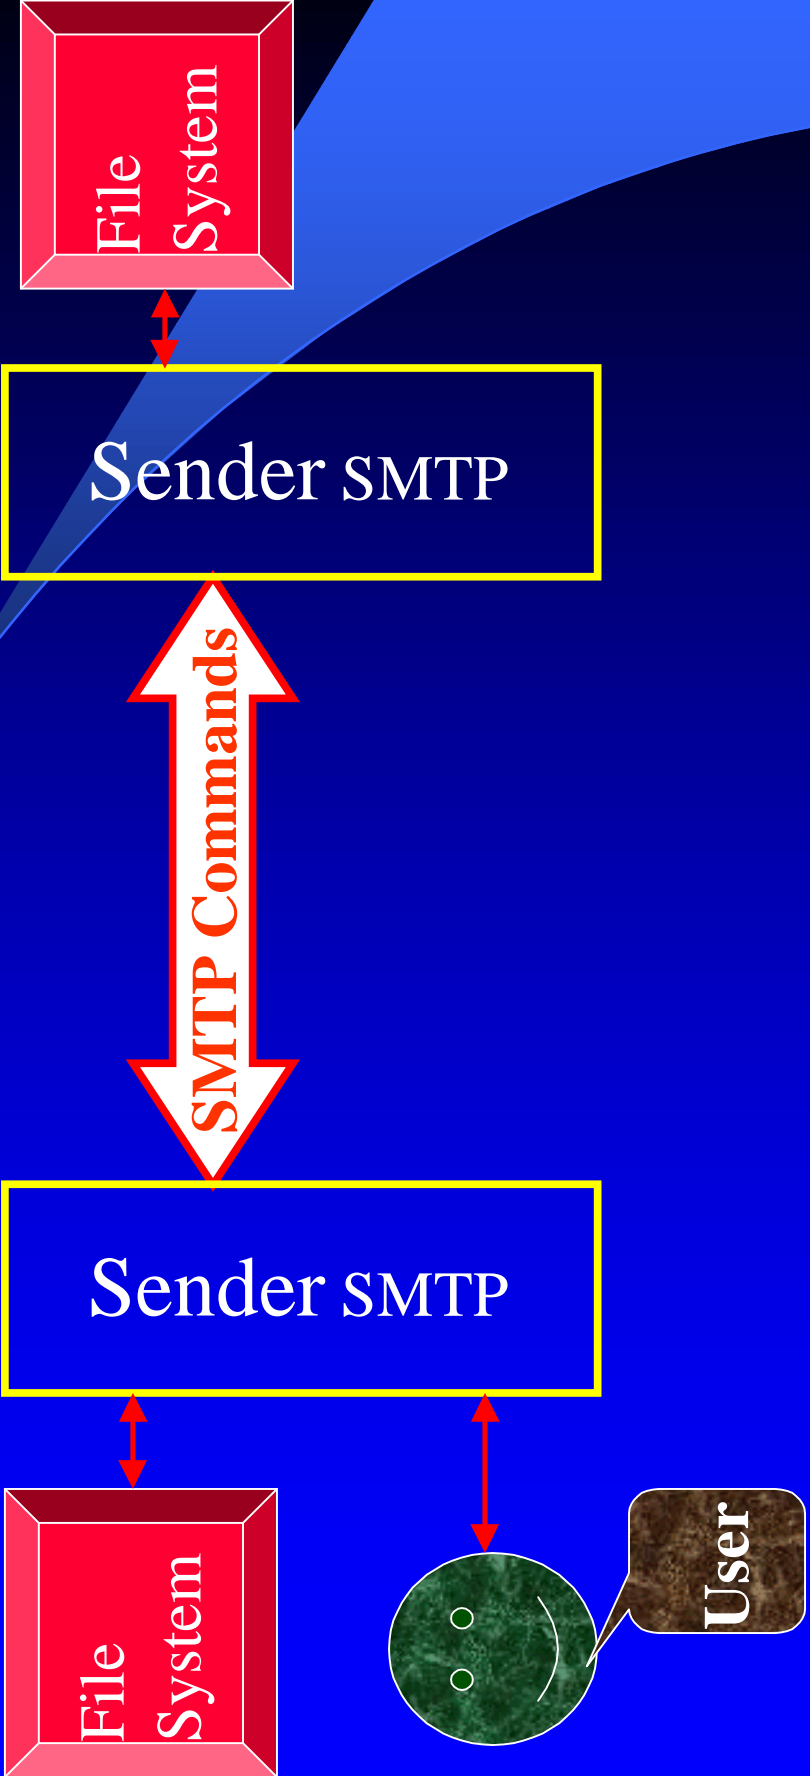 File
System
Sender SMTP
SMTP Commands
Sender SMTP
File
System
User